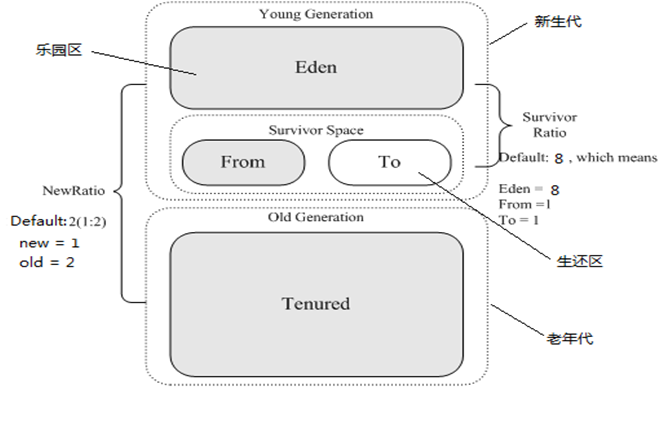 Young Generation
新生代
乐园区
Eden
Survivor
Ratio
Survivor Space
Default: 8 , which means
From
To
NewRatio
Eden = 8
From =1
To = 1
Default:2(1:2)
new = 1
old = 2
Old Generation
生还区
Tenured
老年代